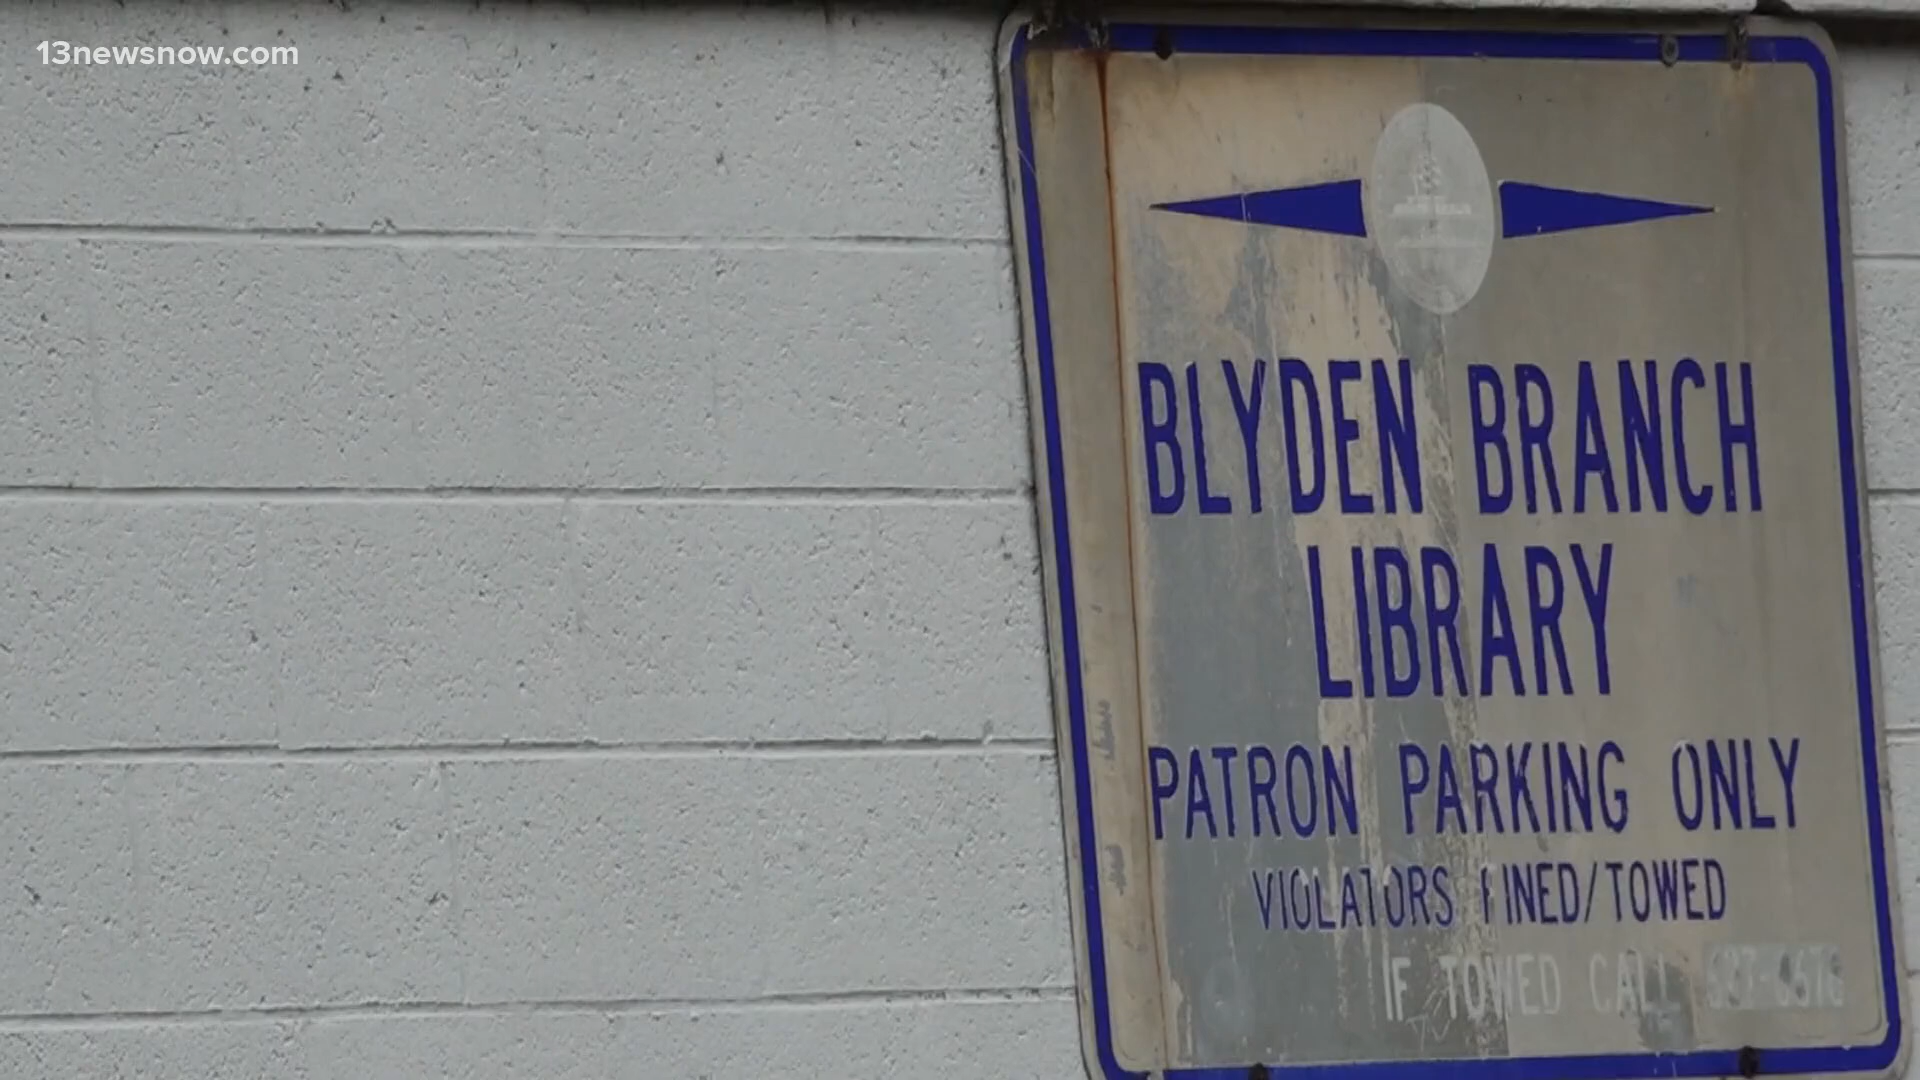 13newsnow.com
BLYDEN BRANCH
LIBRARY
PATRON PARKING ONLY
VIOLATORS FINED/TOWED
IF TOWED CALL